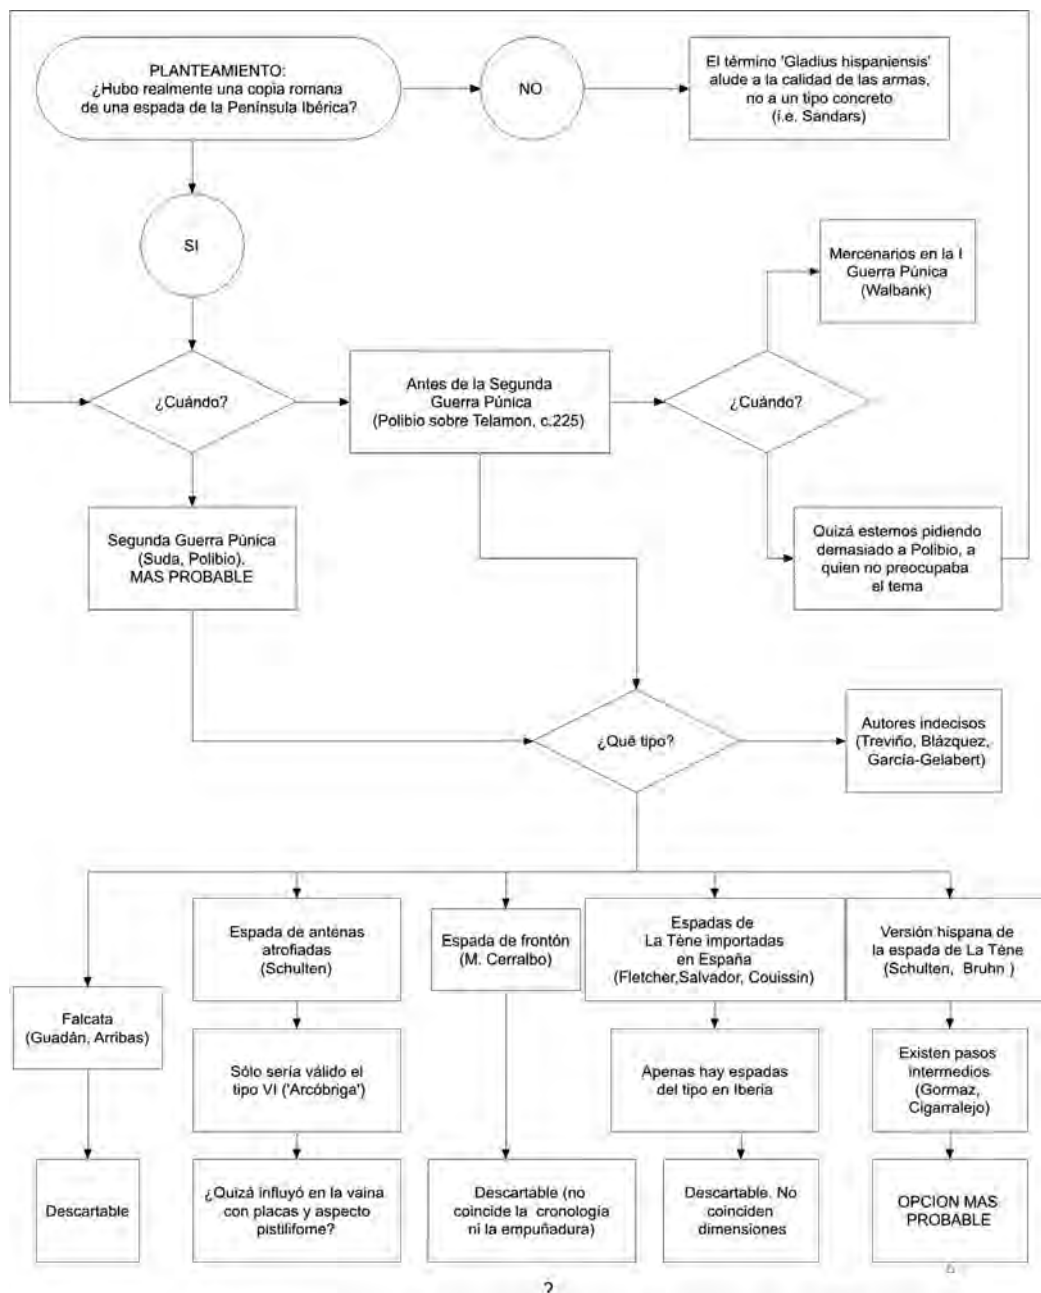 PLANTEAMIENTO:
¿Hubo realmente una copia romana
de una espada de la Península Ibérica?
NO
El término 'Gladius hispaniensis'
alude a la calidad de las armas,
no a un tipo concreto
(i.e. Sandars)
SI
Mercenarios en la I
Guerra Púnica
(Walbank)
¿Cuándo?
Antes de la Segunda
Guerra Púnica
(Polibio sobre Telamon, c.225)
¿Cuándo?
Segunda Guerra Púnica
(Suda, Polibio).
MAS PROBABLE
Quizá estemos pidiendo
demasiado a Polibio, a
quien no preocupaba
el tema
¿Qué tipo?
Autores indecisos
(Treviño, Blázquez,
García-Gelabert)
Falcata
(Guadán, Arribas)
Descartable
Espada de anténas
atrofiadas
(Schulten)
Sólo sería válido el
tipo VI ('Arcóbriga')
¿Quizá influyó en la vaina
con placas y aspecto
pistilifome?
Espada de frontón
(M. Cerralbo)
Descartable (no
coincide la cronología
ni la empuñadura)
Espadas de
La Tène importadas
en España
(Fletcher,Salvador, Couissin)
Apenas hay espadas
del tipo en Iberia
Descartable. No
coinciden
dimensiones
Versión hispana de
la espada de La Tène
(Schulten, Bruhn )
Existen pasos
intermedios
(Gormaz,
Cigarralejo)
OPCION MAS
PROBABLE